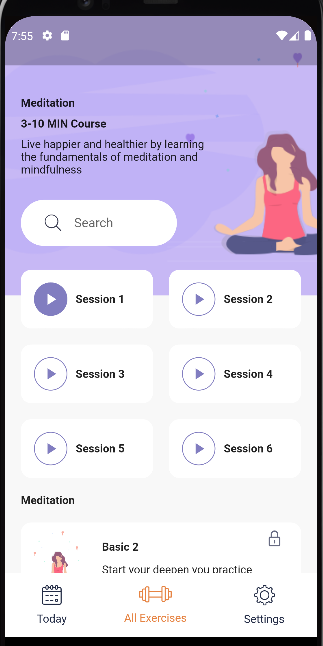 7:55
Meditation
3-10 MIN Course
Live happier and healthier by learning
the fundamentals of meditation and
mindfulness
Search
Session 1
Session 2
Session 3
Session 4
Session 5
Session 6
Meditation
Basic 2
Start your deepen you practice
Today
All Exercises
Settings